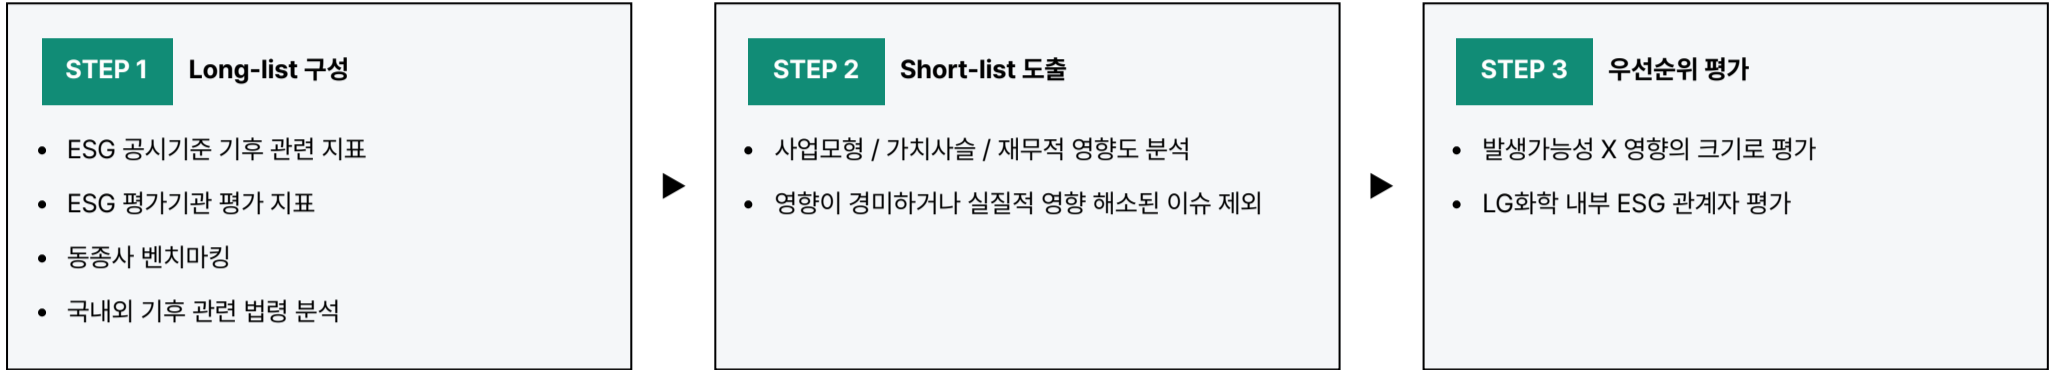 STEP 1 Long-list 구성
• ESG 공시기준 기후 관련 지표
• ESG 평가기관 평가 지표
• 동종사 벤치마킹
• 국내외 기후 관련 법령 분석
STEP 2 Short-list 도출
• 사업모형 / 가치사슬 / 재무적 영향도 분석
• 영향이 경미하거나 실질적 영향 해소된 이슈 제외
STEP 3 우선순위 평가
• 발생가능성 X 영향의 크기로 평가
• LG화학 내부 ESG 관계자 평가